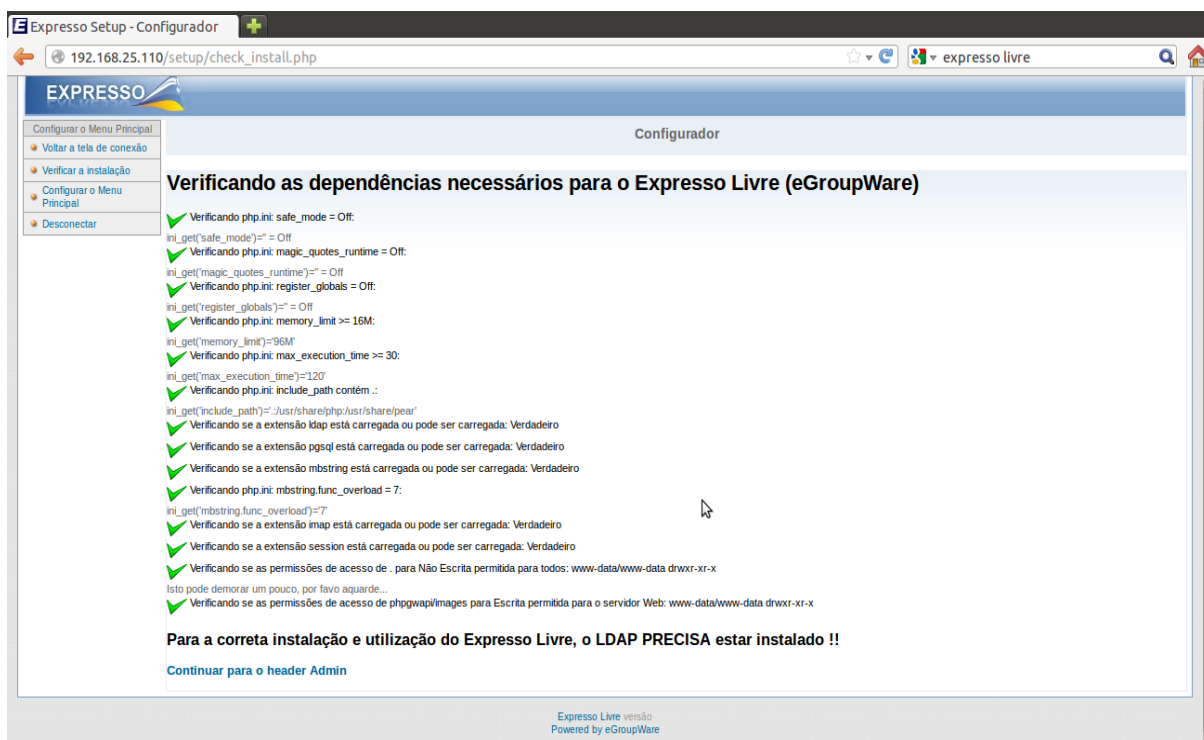 Expresso Setup - Configurador
192.168.25.110/setup/check_install.php
expresso livre
EXPRESSO
Configurar o Menu Principal
Voltar a tela de conexão
Verificar a instalação
Configurar o Menu
Principal
Desconectar
Configurador
Verificando as dependências necessários para o Expresso Livre (eGroupWare)
Verificando php.ini: safe_mode = Off:
ini_get('safe_mode')='' = Off
Verificando php.ini: magic_quotes_runtime = Off:
ini_get('magic_quotes_runtime')='' = Off
Verificando php.ini: register_globals = Off:
ini_get('register_globals')='' = Off
Verificando php.ini: memory_limit >= 16M:
ini_get('memory_limit')='96M'
Verificando php.ini: max_execution_time >= 30:
ini_get('max_execution_time')='120'
Verificando php.ini: include_path contém .:
ini_get('include_path')='.:/usr/share/php:/usr/share/pear'
Verificando se a extensão ldap está carregada ou pode ser carregada: Verdadeiro
Verificando se a extensão pgsql está carregada ou pode ser carregada: Verdadeiro
Verificando se a extensão mbstring está carregada ou pode ser carregada: Verdadeiro
Verificando php.ini: mbstring.func_overload = 7:
ini_get('mbstring.func_overload')='7'
Verificando se a extensão imap está carregada ou pode ser carregada: Verdadeiro
Verificando se a extensão session está carregada ou pode ser carregada: Verdadeiro
Verificando se as permissões de acesso de . para Não Escrita permitida para todos: www-data/www-data drwxr-xr-x
Isto pode demorar um pouco, por favo aquarde...
Verificando se as permissões de acesso de phpgwapi/images para Escrita permitida para o servidor Web: www-data/www-data drwxr-xr-x
Para a correta instalação e utilização do Expresso Livre, o LDAP PRECISA estar instalado !!
Continuar para o header Admin
Expresso Livre versão
Powered by eGroupWare